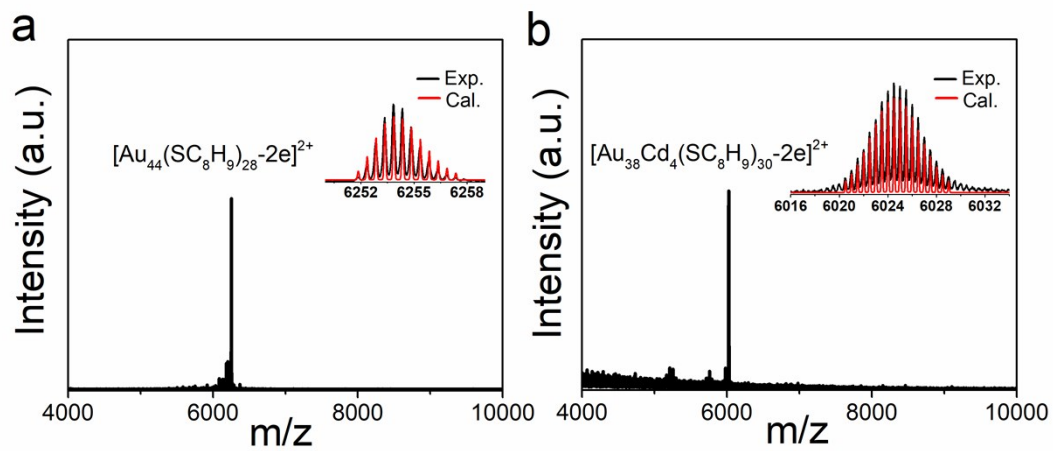 a
Intensity (a.u.)
[Au₄₄(SC₈H₉)₂₈-2e]²⁺
Exp.
Cal.
6252 6255 6258
4000 6000 8000 10000
m/z
b
Intensity (a.u.)
[Au₃₈Cd₄(SC₈H₉)₃₀-2e]²⁺
Exp.
Cal.
6016 6020 6024 6028 6032
4000 6000 8000 10000
m/z